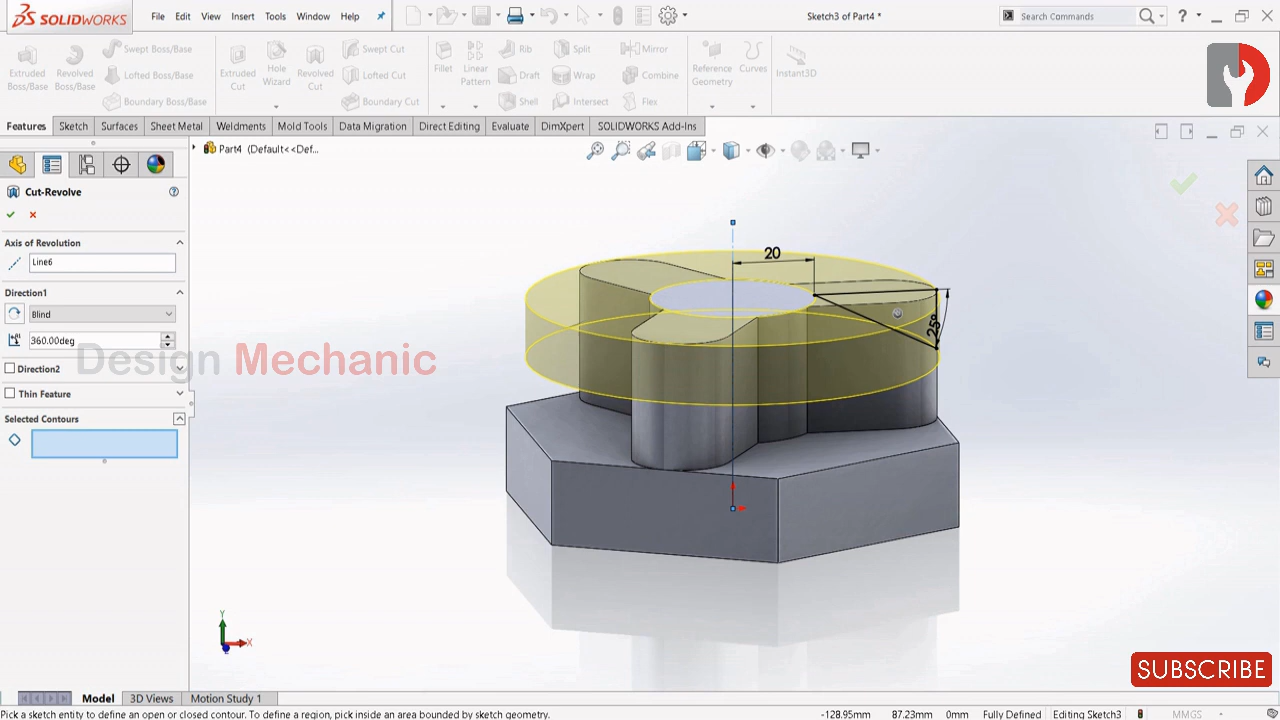 SOLIDWORKS
File Edit View Insert Tools Window Help
Sketch3 of Part4 *
Search Commands
?
Extruded Boss/Base
Revolved Boss/Base
Swept Boss/Base
Lofted Boss/Base
Boundary Boss/Base
Extruded Cut
Hole Wizard
Revolved Cut
Swept Cut
Lofted Cut
Boundary Cut
Fillet
Linear Pattern
Rib
Draft
Shell
Split
Wrap
Intersect
Mirror
Combine
Flex
Reference Geometry
Curves
Instant3D
Features Sketch Surfaces Sheet Metal Weldments Mold Tools Data Migration Direct Editing Evaluate DimXpert SOLIDWORKS Add-Ins
Part4 (Default<<Def...
Cut-Revolve
Axis of Revolution
Line6
Direction1
Blind
360.00deg
Direction2
Thin Feature
Selected Contours
Design Mechanic
20
25°
Y
X
SUBSCRIBE
Model 3D Views Motion Study 1
Pick a sketch entity to define an open or closed contour. To define a region, pick inside an area bounded by sketch geometry.
-128.95mm 87.23mm 0mm Fully Defined Editing Sketch3 MMGS